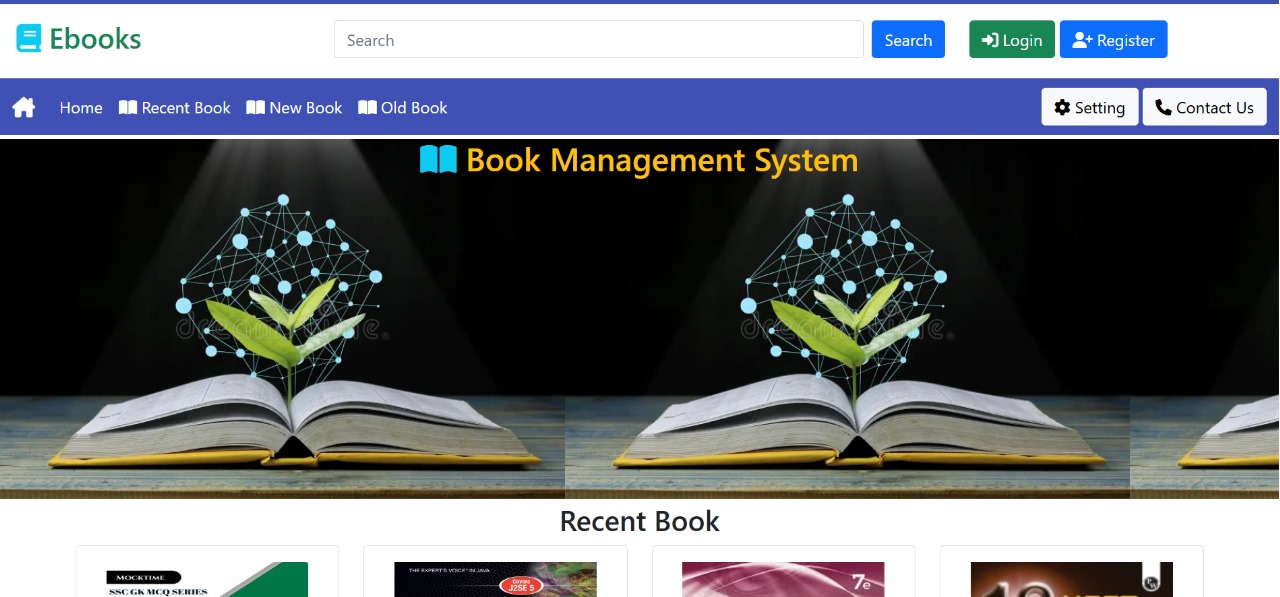 Ebooks
Search Search Login Register
Home Recent Book New Book Old Book Setting Contact Us
Book Management System
dreamstime.
dreamstime.
Recent Book
MOCKTIME
SSC GK MCQ SERIES
THE EXPERT'S VOICE® IN JAVA
Covers
J2SE 5
7e